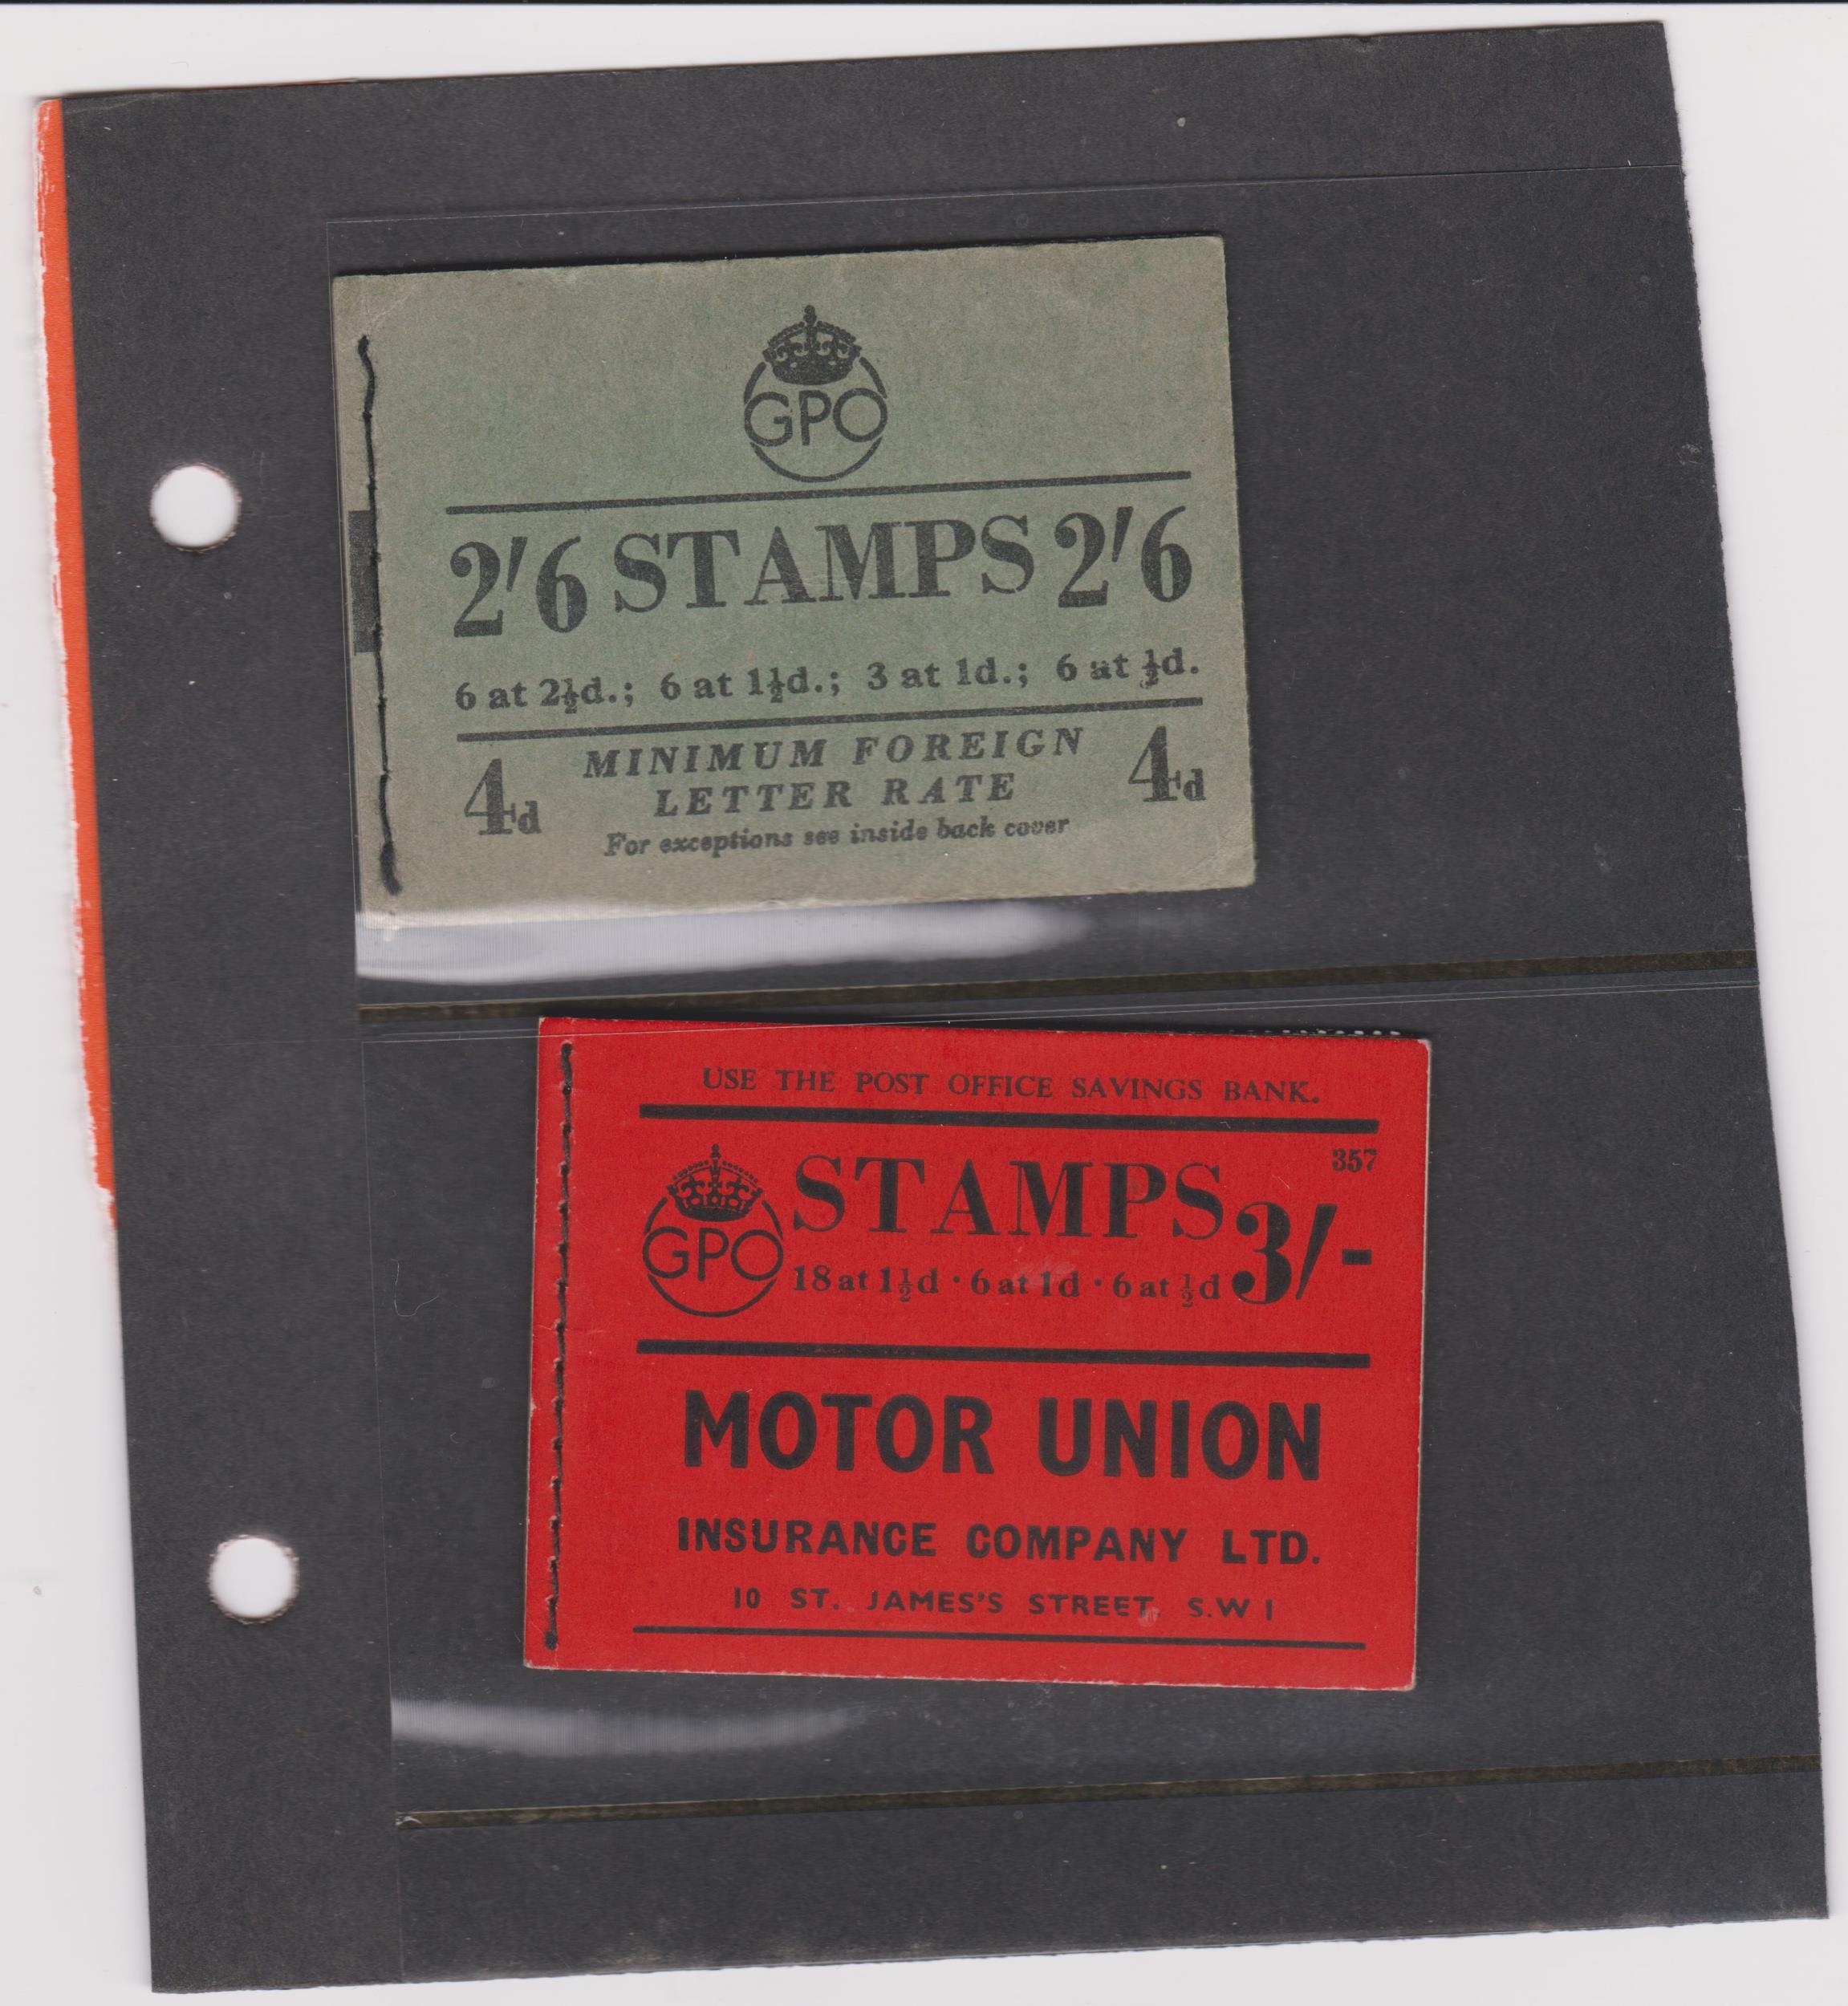 GPO
2'6 STAMPS 2'6
6 at 2½d.; 6 at 1½d.; 3 at 1d.; 6 at ½d.
4d MINIMUM FOREIGN 4d
LETTER RATE
For exceptions see inside back cover
USE THE POST OFFICE SAVINGS BANK.
357
GPO STAMPS 3/-
18 at 1½d · 6 at 1d · 6 at ½d
MOTOR UNION
INSURANCE COMPANY LTD.
10 ST. JAMES'S STREET, S.W 1